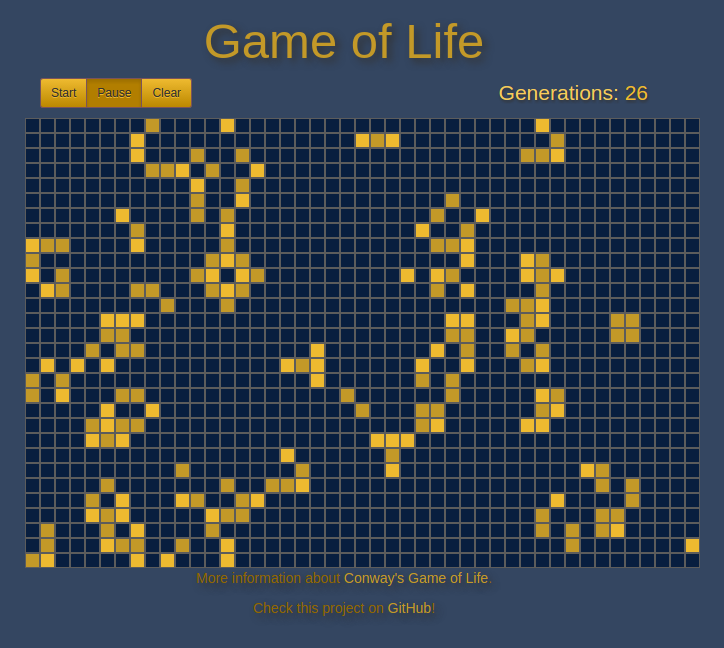 Game of Life
Start Pause Clear Generations: 26
More information about Conway's Game of Life.
Check this project on GitHub!